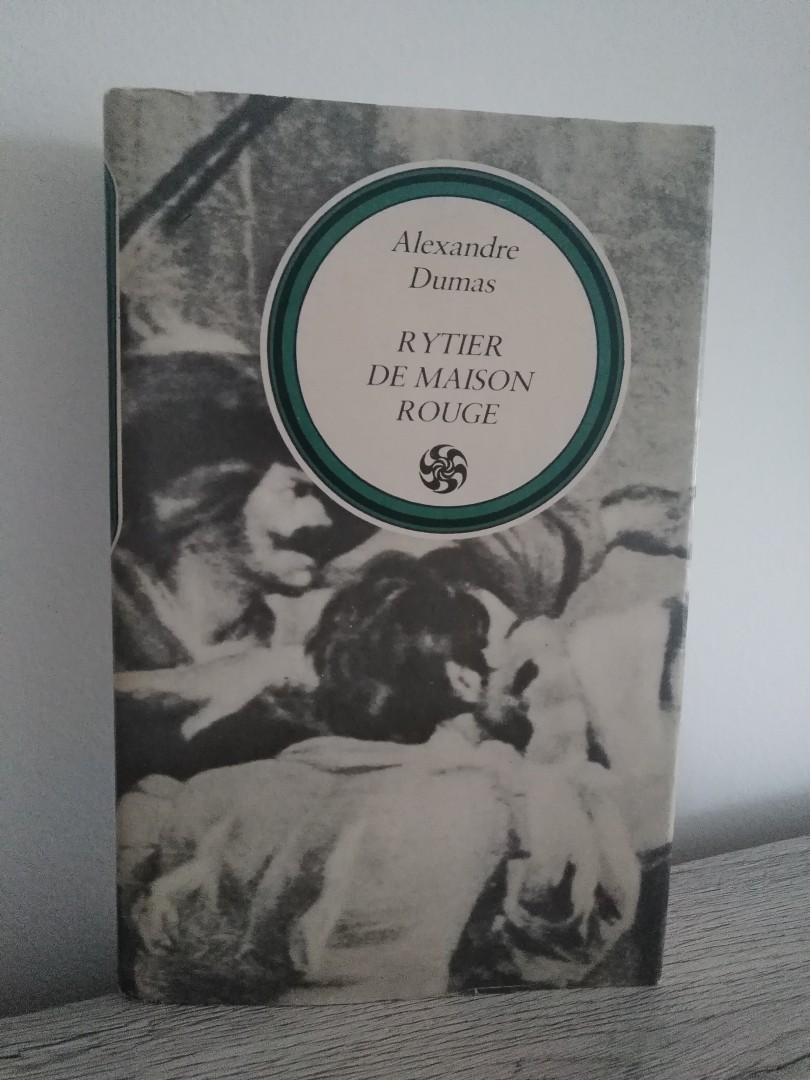 Alexandre
Dumas
RYTIER
DE MAISON
ROUGE